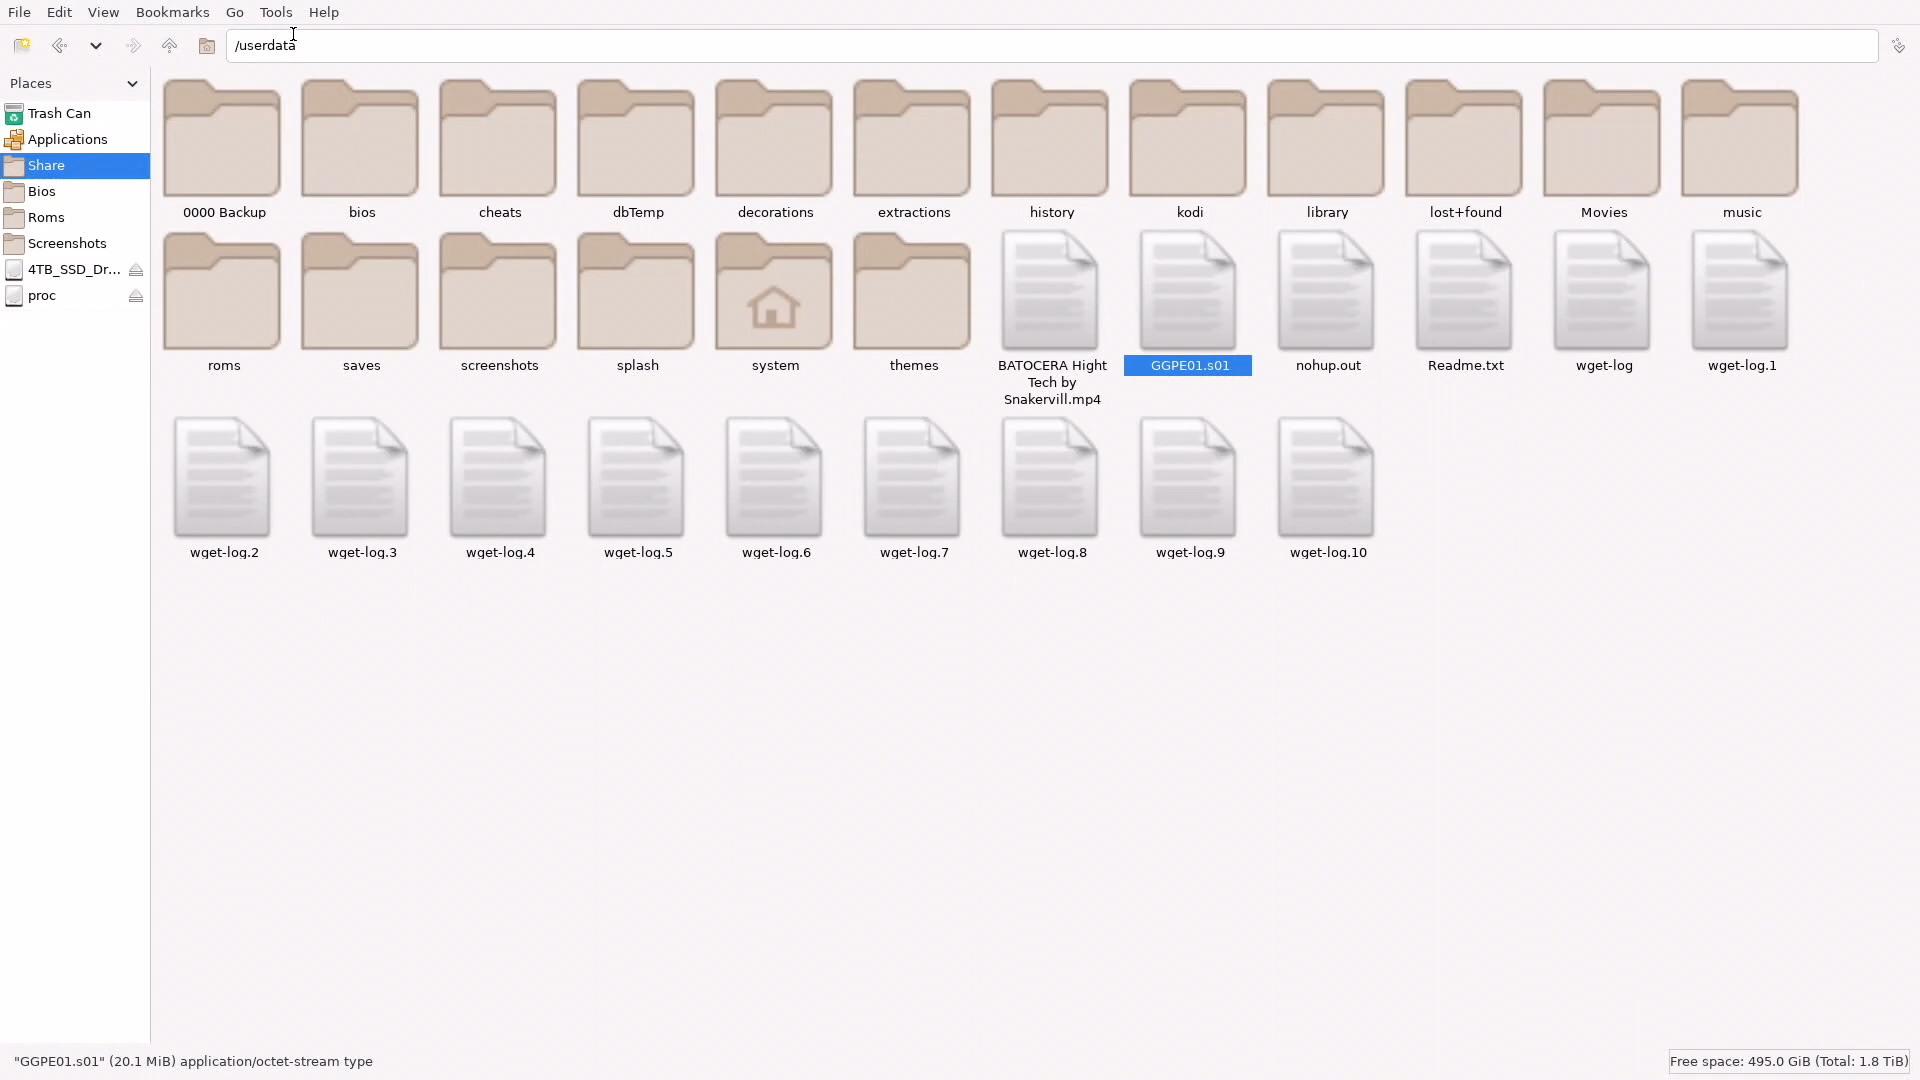 File Edit View Bookmarks Go Tools Help
/userdata
Places
Trash Can
Applications
Share
Bios
Roms
Screenshots
4TB_SSD_Dr...
proc
0000 Backup bios cheats dbTemp decorations extractions history kodi library lost+found Movies music
roms saves screenshots splash system themes BATOCERA Hight GGPE01.s01 nohup.out Readme.txt wget-log wget-log.1
Tech by
Snakervill.mp4
wget-log.2 wget-log.3 wget-log.4 wget-log.5 wget-log.6 wget-log.7 wget-log.8 wget-log.9 wget-log.10
"GGPE01.s01" (20.1 MiB) application/octet-stream type
Free space: 495.0 GiB (Total: 1.8 TiB)